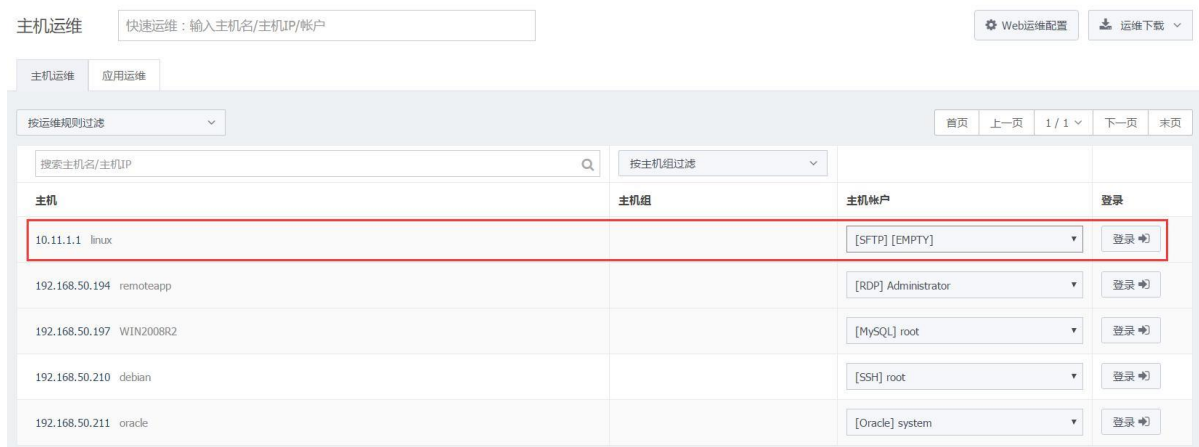 主机运维 快速运维：输入主机名/主机IP/帐户 Web运维配置 运维下载
主机运维 应用运维
按运维规则过滤 首页 上一页 1 / 1 下一页 末页
搜索主机名/主机IP 按主机组过滤
主机 主机组 主机帐户 登录
10.11.1.1 linux [SFTP] [EMPTY] 登录
192.168.50.194 remoteapp [RDP] Administrator 登录
192.168.50.197 WIN2008R2 [MySQL] root 登录
192.168.50.210 debian [SSH] root 登录
192.168.50.211 oracle [Oracle] system 登录